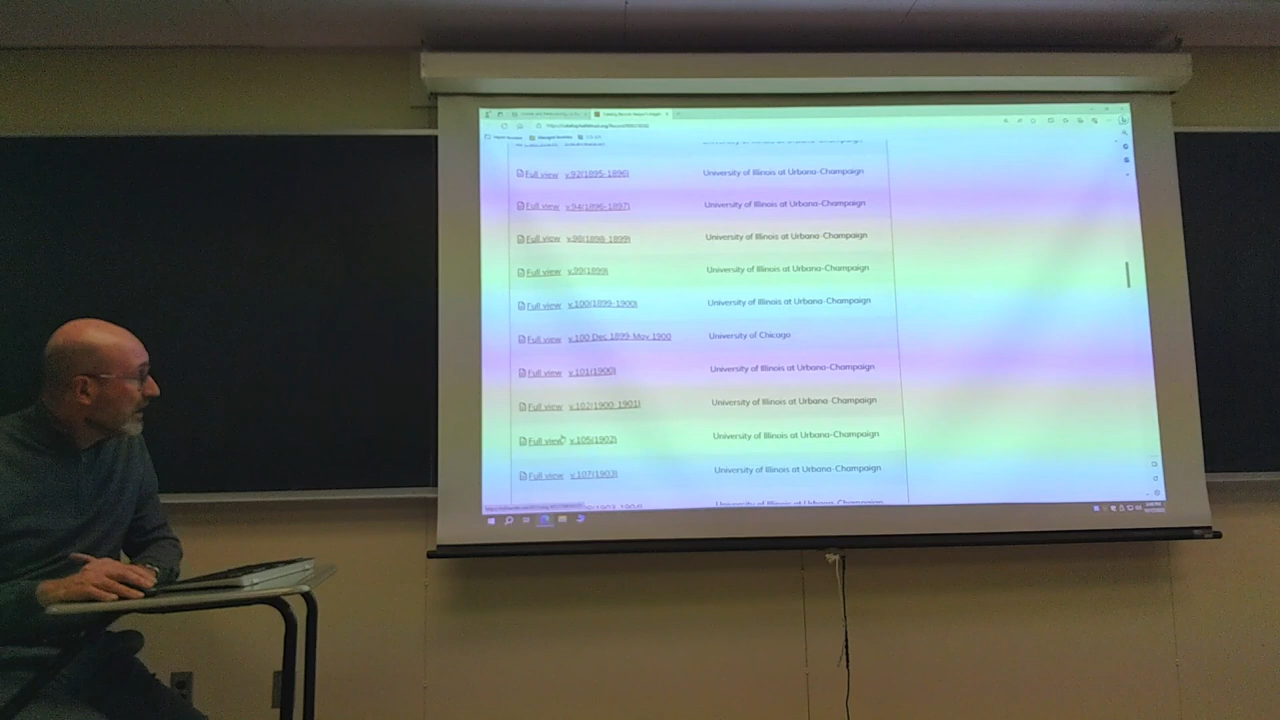 Full view v.92(1895-1896) University of Illinois at Urbana-Champaign
Full view v.94(1896-1897) University of Illinois at Urbana-Champaign
Full view v.98(1898-1899) University of Illinois at Urbana-Champaign
Full view v.99(1899) University of Illinois at Urbana-Champaign
Full view v.100(1899-1900) University of Illinois at Urbana-Champaign
Full view v.100 Dec 1899-May 1900 University of Chicago
Full view v.101(1900) University of Illinois at Urbana-Champaign
Full view v.102(1900-1901) University of Illinois at Urbana-Champaign
Full view v.105(1902) University of Illinois at Urbana-Champaign
Full view v.107(1903) University of Illinois at Urbana-Champaign